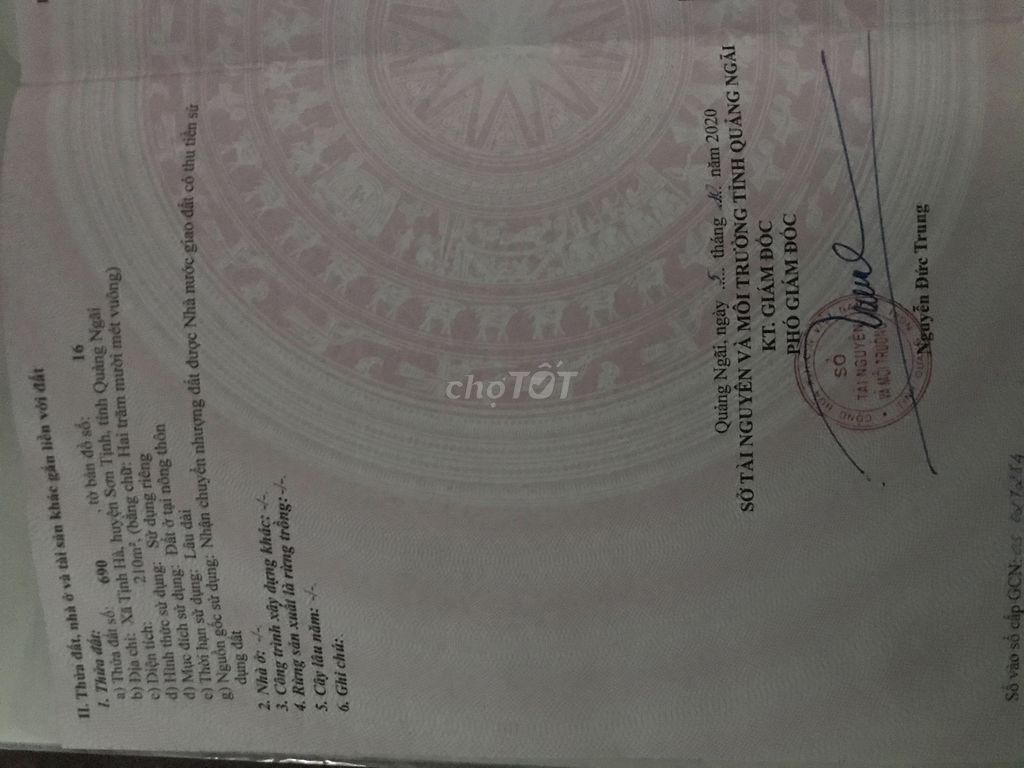 II. Thửa đất, nhà ở và tài sản khác gắn liền với đất
1. Thửa đất:
a) Thửa đất số: 690 , tờ bản đồ số: 16
b) Địa chỉ: Xã Tịnh Hà, huyện Sơn Tịnh, tỉnh Quảng Ngãi
c) Diện tích: 210m², (bằng chữ: Hai trăm mười mét vuông)
d) Hình thức sử dụng: Sử dụng riêng
đ) Mục đích sử dụng: Đất ở tại nông thôn
e) Thời hạn sử dụng: Lâu dài
g) Nguồn gốc sử dụng: Nhận chuyển nhượng đất được Nhà nước giao đất có thu tiền sử
dụng đất
2. Nhà ở: -/-.
3. Công trình xây dựng khác: -/-.
4. Rừng sản xuất là rừng trồng: -/-.
5. Cây lâu năm: -/-.
6. Ghi chú:
chợTỐT
Quảng Ngãi, ngày 5 tháng năm 2020
SỞ TÀI NGUYÊN VÀ MÔI TRƯỜNG TỈNH QUẢNG NGÃI
KT. GIÁM ĐỐC
PHÓ GIÁM ĐỐC
SỞ
TÀI NGUYÊN
VÀ MÔI TRƯỜNG
Nguyễn Đức Trung
Số vào sổ cấp GCN: